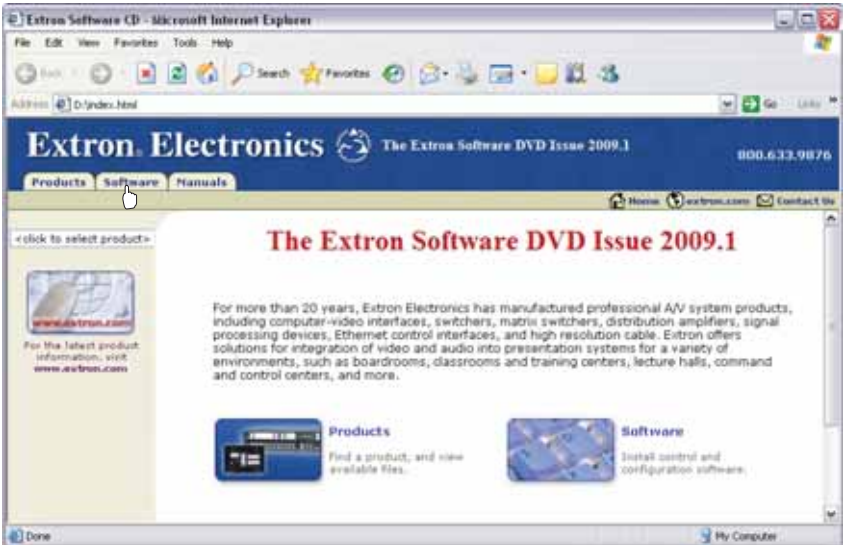 Extron Software CD - Microsoft Internet Explorer
File Edit View Favorites Tools Help
Back Search Favorites
Address D:\index.html Go Links »
Extron. Electronics The Extron Software DVD Issue 2009.1
800.633.9876
Products Software Manuals
Home extron.com Contact Us
<click to select product>
The Extron Software DVD Issue 2009.1
www.extron.com
For the latest product
information, visit
www.extron.com
For more than 20 years, Extron Electronics has manufactured professional A/V system products,
including computer-video interfaces, switchers, matrix switchers, distribution amplifiers, signal
processing devices, Ethernet control interfaces, and high resolution cable. Extron offers
solutions for integration of video and audio into presentation systems for a variety of
environments, such as boardrooms, classrooms and training centers, lecture halls, command
and control centers, and more.
Products
Find a product, and view
available files.
Software
Install control and
configuration software.
Done My Computer